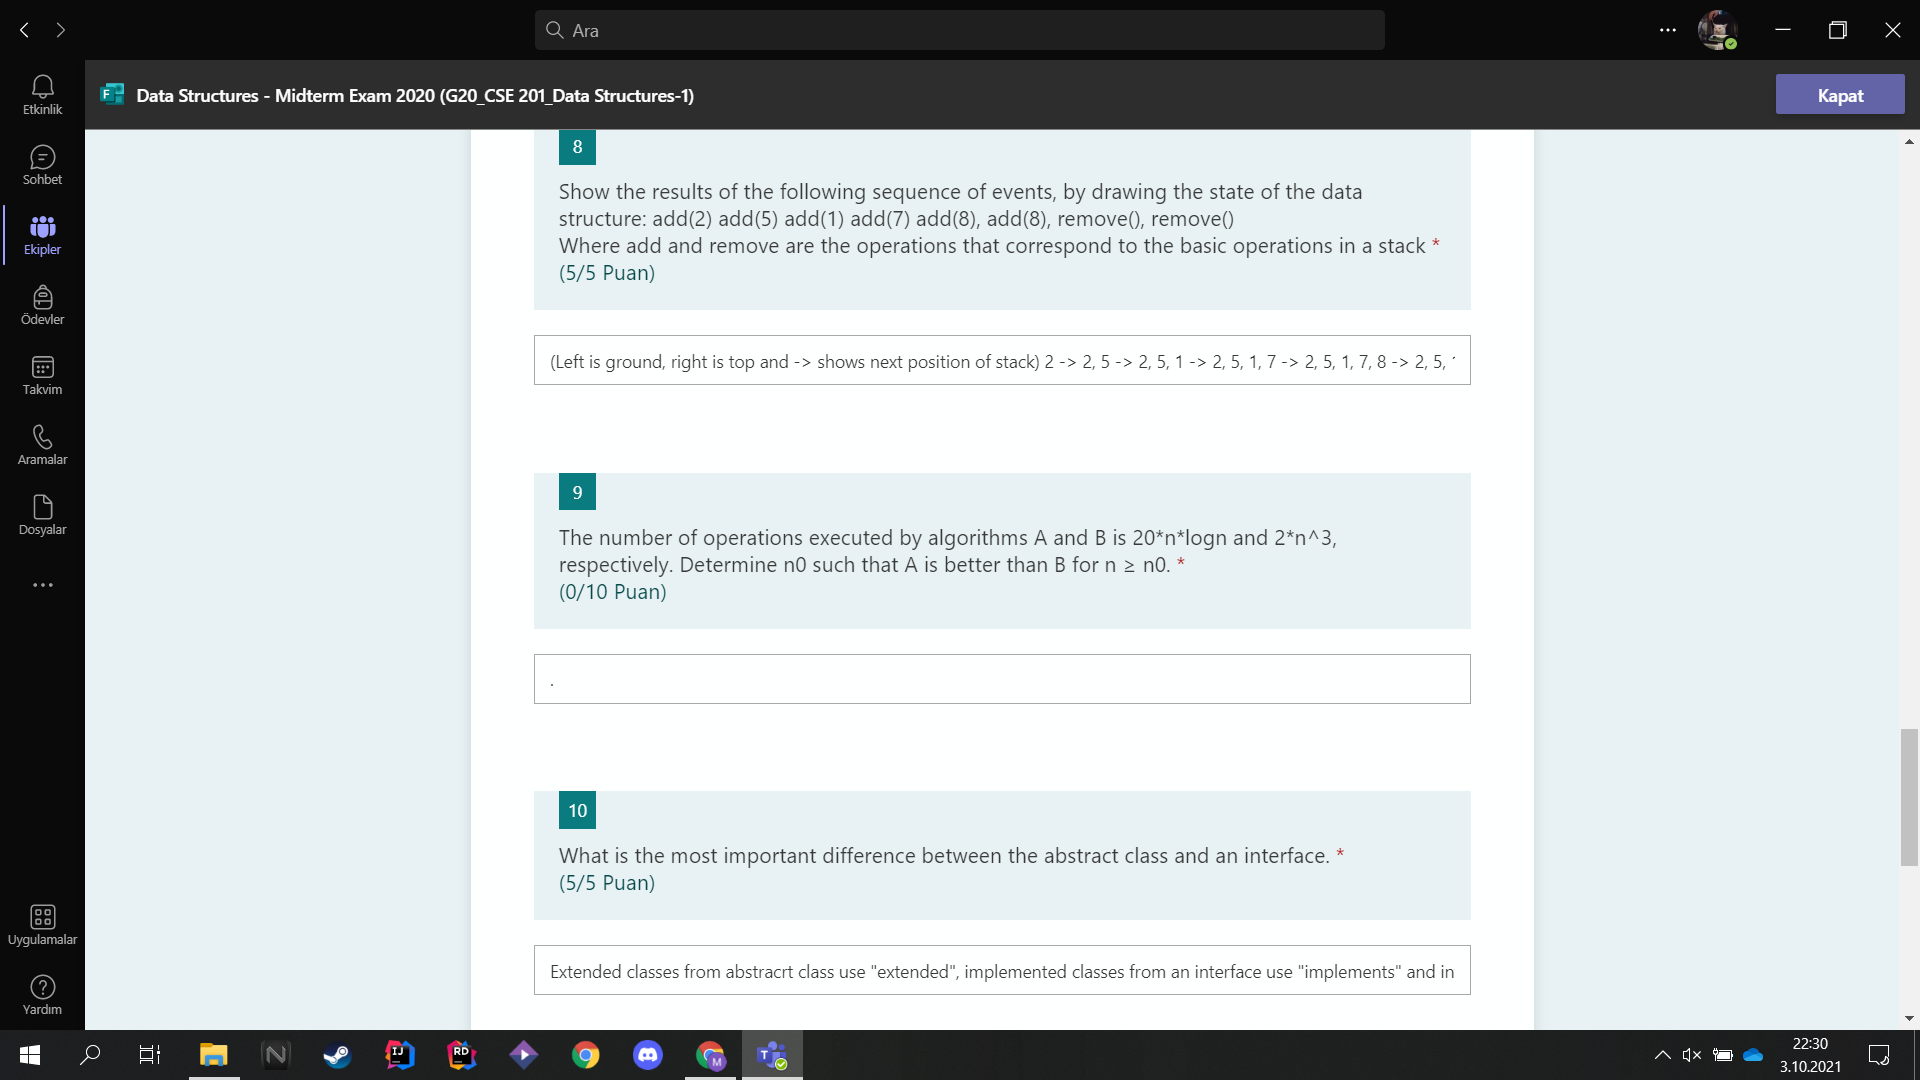 Ara
Data Structures - Midterm Exam 2020 (G20_CSE 201_Data Structures-1)
Kapat
Etkinlik
Sohbet
Ekipler
Ödevler
Takvim
Aramalar
Dosyalar
Uygulamalar
Yardım
8
Show the results of the following sequence of events, by drawing the state of the data
structure: add(2) add(5) add(1) add(7) add(8), add(8), remove(), remove()
Where add and remove are the operations that correspond to the basic operations in a stack *
(5/5 Puan)
(Left is ground, right is top and -> shows next position of stack) 2 -> 2, 5 -> 2, 5, 1 -> 2, 5, 1, 7 -> 2, 5, 1, 7, 8 -> 2, 5,
9
The number of operations executed by algorithms A and B is 20*n*logn and 2*n^3,
respectively. Determine n0 such that A is better than B for n ≥ n0. *
(0/10 Puan)
.
10
What is the most important difference between the abstract class and an interface. *
(5/5 Puan)
Extended classes from abstracrt class use "extended", implemented classes from an interface use "implements" and in
22:30
3.10.2021